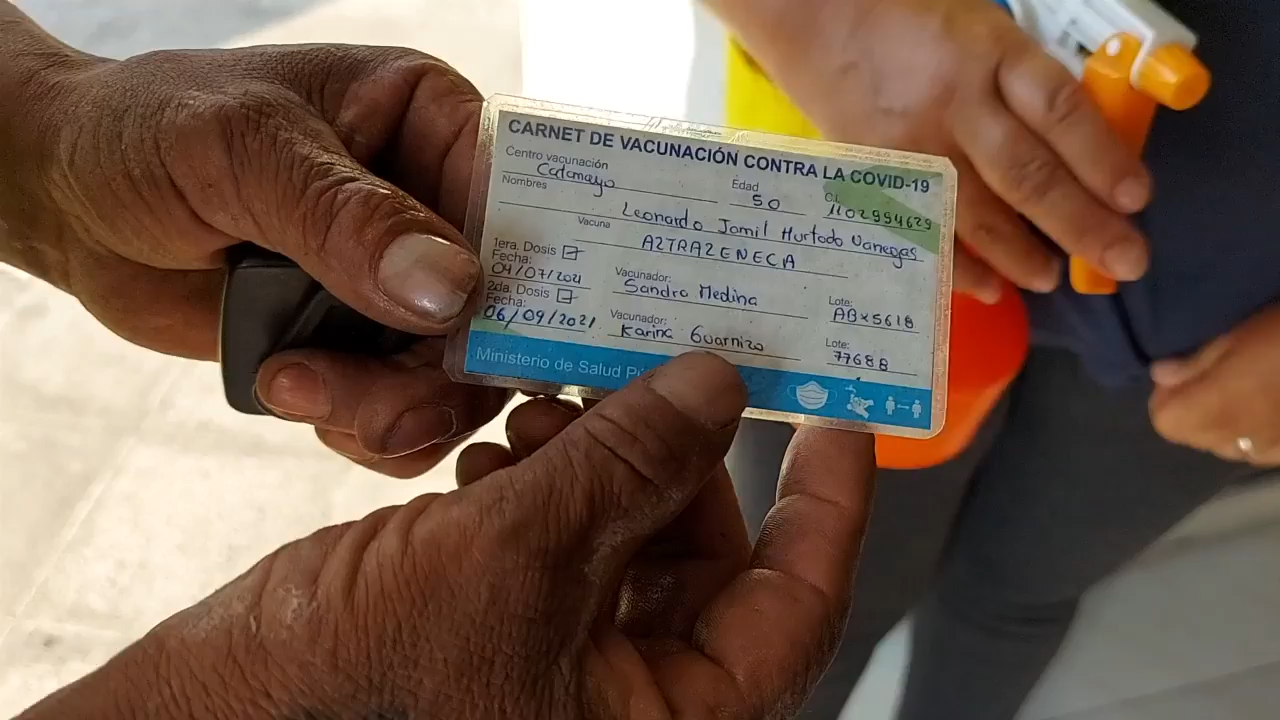 CARNET DE VACUNACIÓN CONTRA LA COVID-19
Centro vacunación Catamayo Edad 50 C.I. 1102994629
Nombres Leonardo Jamil Hurtado Vanegas
Vacuna AZTRAZENECA
1era. Dosis
Fecha: 04/07/2021 Vacunador: Sandra Medina Lote: ABx5618
2da. Dosis
Fecha: 06/09/2021 Vacunador: Karina Guarnizo Lote: 77688
Ministerio de Salud